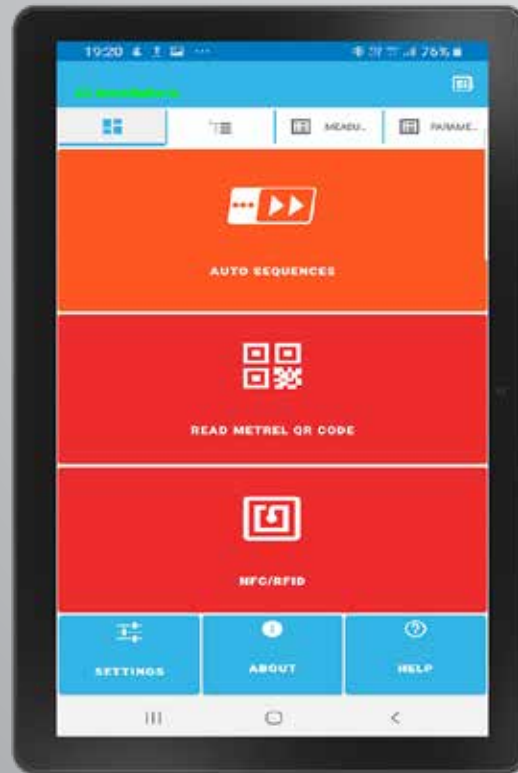 19:20
76%
MEASU..
PARAME..
AUTO SEQUENCES
READ METREL QR CODE
NFC/RFID
SETTINGS
ABOUT
HELP